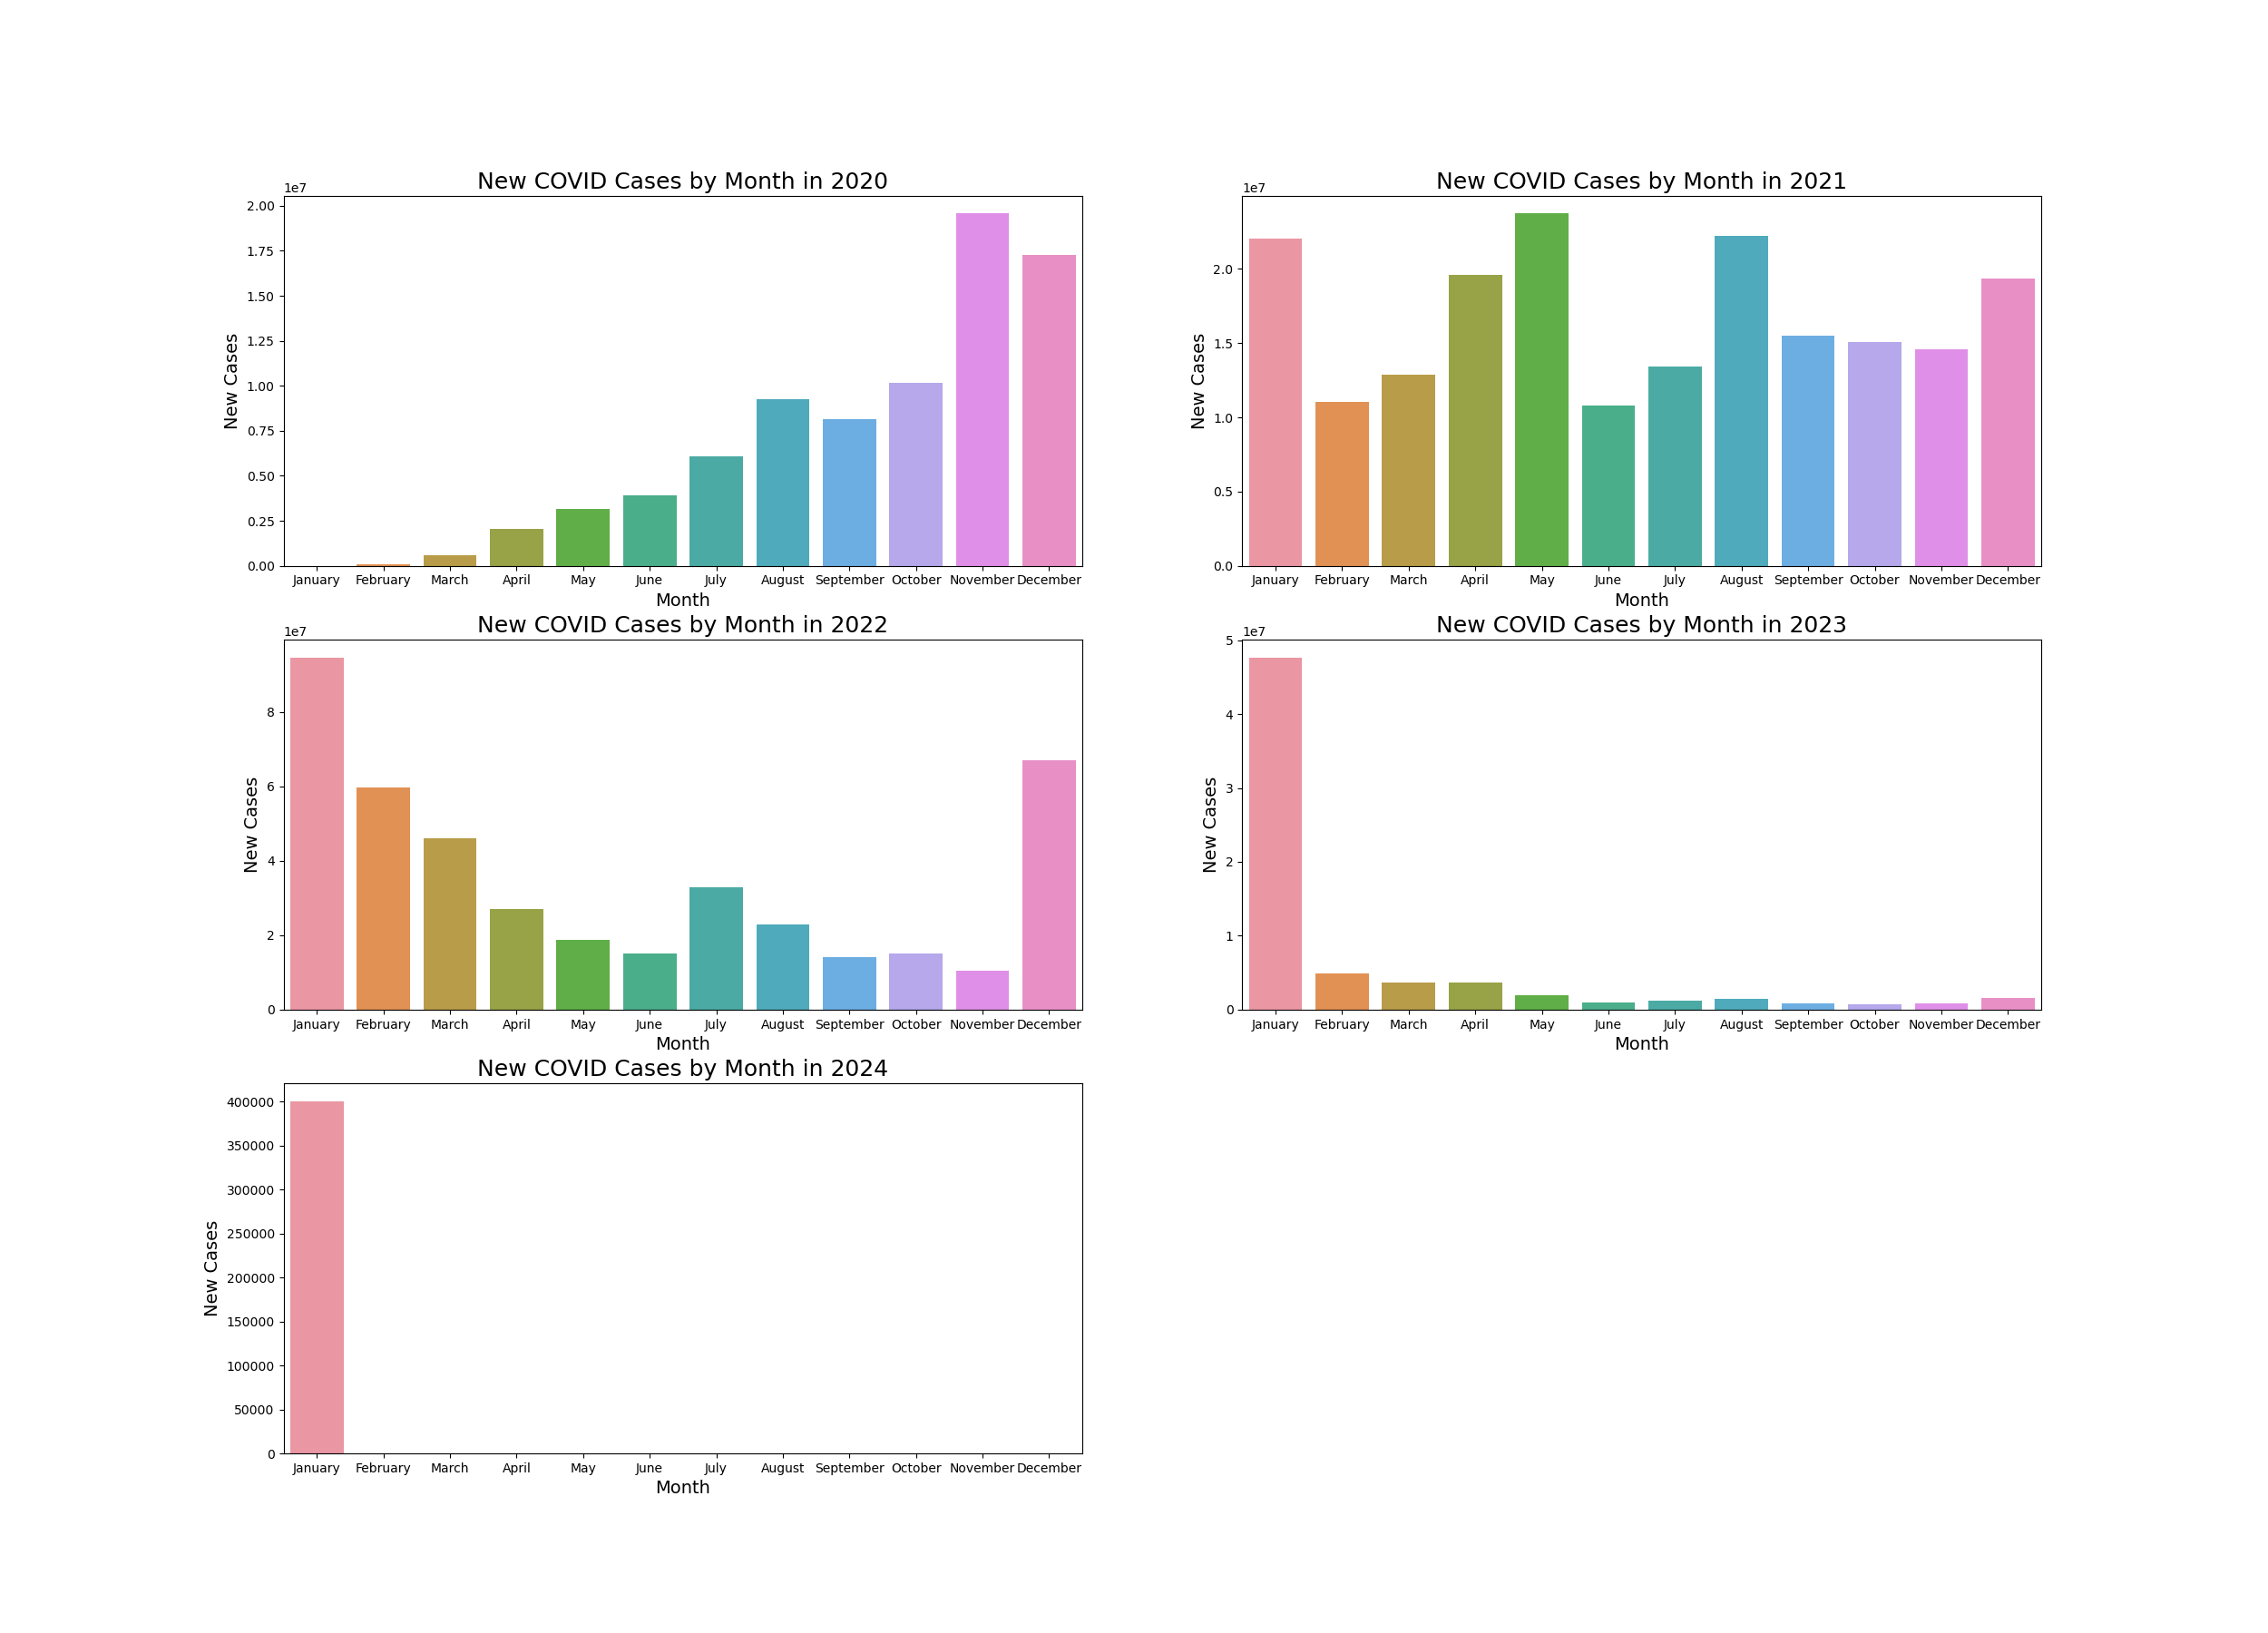 New COVID Cases by Month in 2020
1e7
2.00
1.75
1.50
1.25
1.00
0.75
0.50
0.25
0.00
New Cases
January February March April May June July August September October November December
Month
New COVID Cases by Month in 2021
1e7
2.0
1.5
1.0
0.5
0.0
New Cases
January February March April May June July August September October November December
Month
New COVID Cases by Month in 2022
1e7
8
6
4
2
0
New Cases
January February March April May June July August September October November December
Month
New COVID Cases by Month in 2023
1e7
5
4
3
2
1
0
New Cases
January February March April May June July August September October November December
Month
New COVID Cases by Month in 2024
400000
350000
300000
250000
200000
150000
100000
50000
0
New Cases
January February March April May June July August September October November December
Month